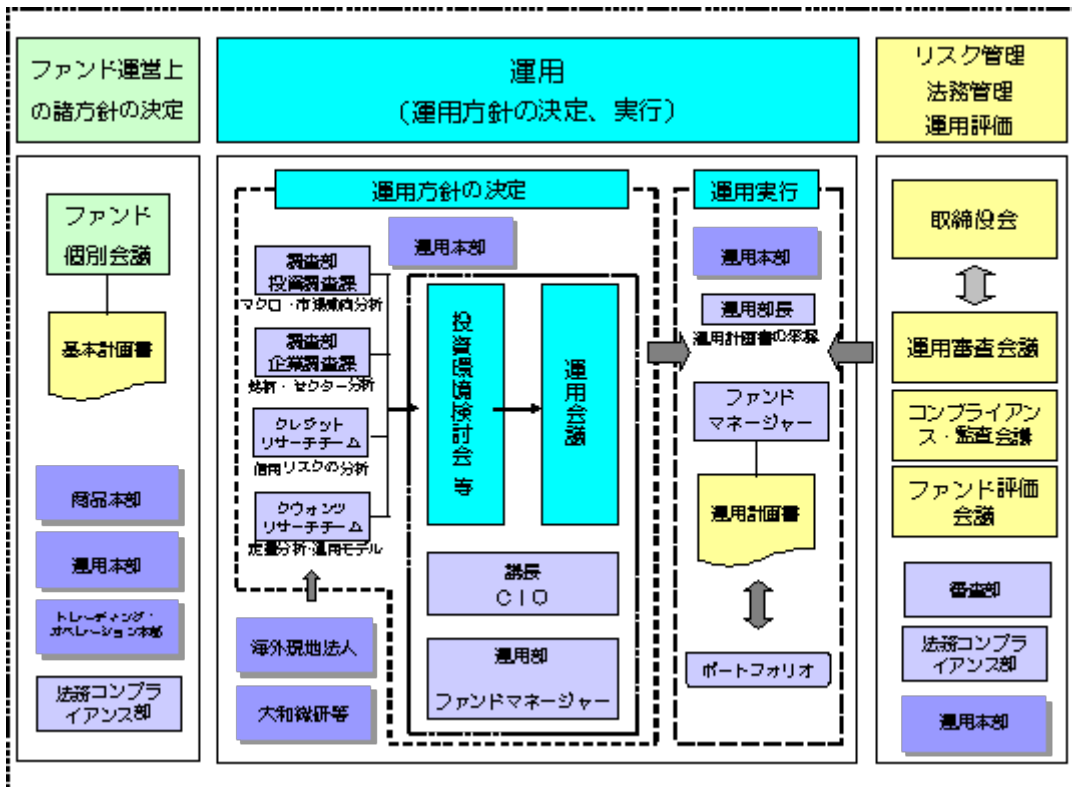 ファンド運営上
の諸方針の決定
運用
(運用方針の決定、実行)
リスク管理
法務管理
運用評価
ファンド
個別会議
基本計画書
商品本部
運用本部
トレーディング・
オペレーション本部
法務コンプラ
イアンス部
運用方針の決定
運用本部
調査部
投資調査課
マクロ・市場動向分析
調査部
企業調査課
銘柄・セクター分析
クレジット
リサーチチーム
信用リスクの分析
クウォンツ
リサーチチーム
定量分析・運用モデル
海外現地法人
大和総研等
投資環境検討会 等
運用会議
議長
CIO
運用部
ファンドマネージャー
運用実行
運用本部
運用部長
運用計画書の承認
ファンド
マネージャー
運用計画書
ポートフォリオ
取締役会
運用審査会議
コンプライアン
ス・監査会議
ファンド評価
会議
審査部
法務コンプラ
イアンス部
運用本部